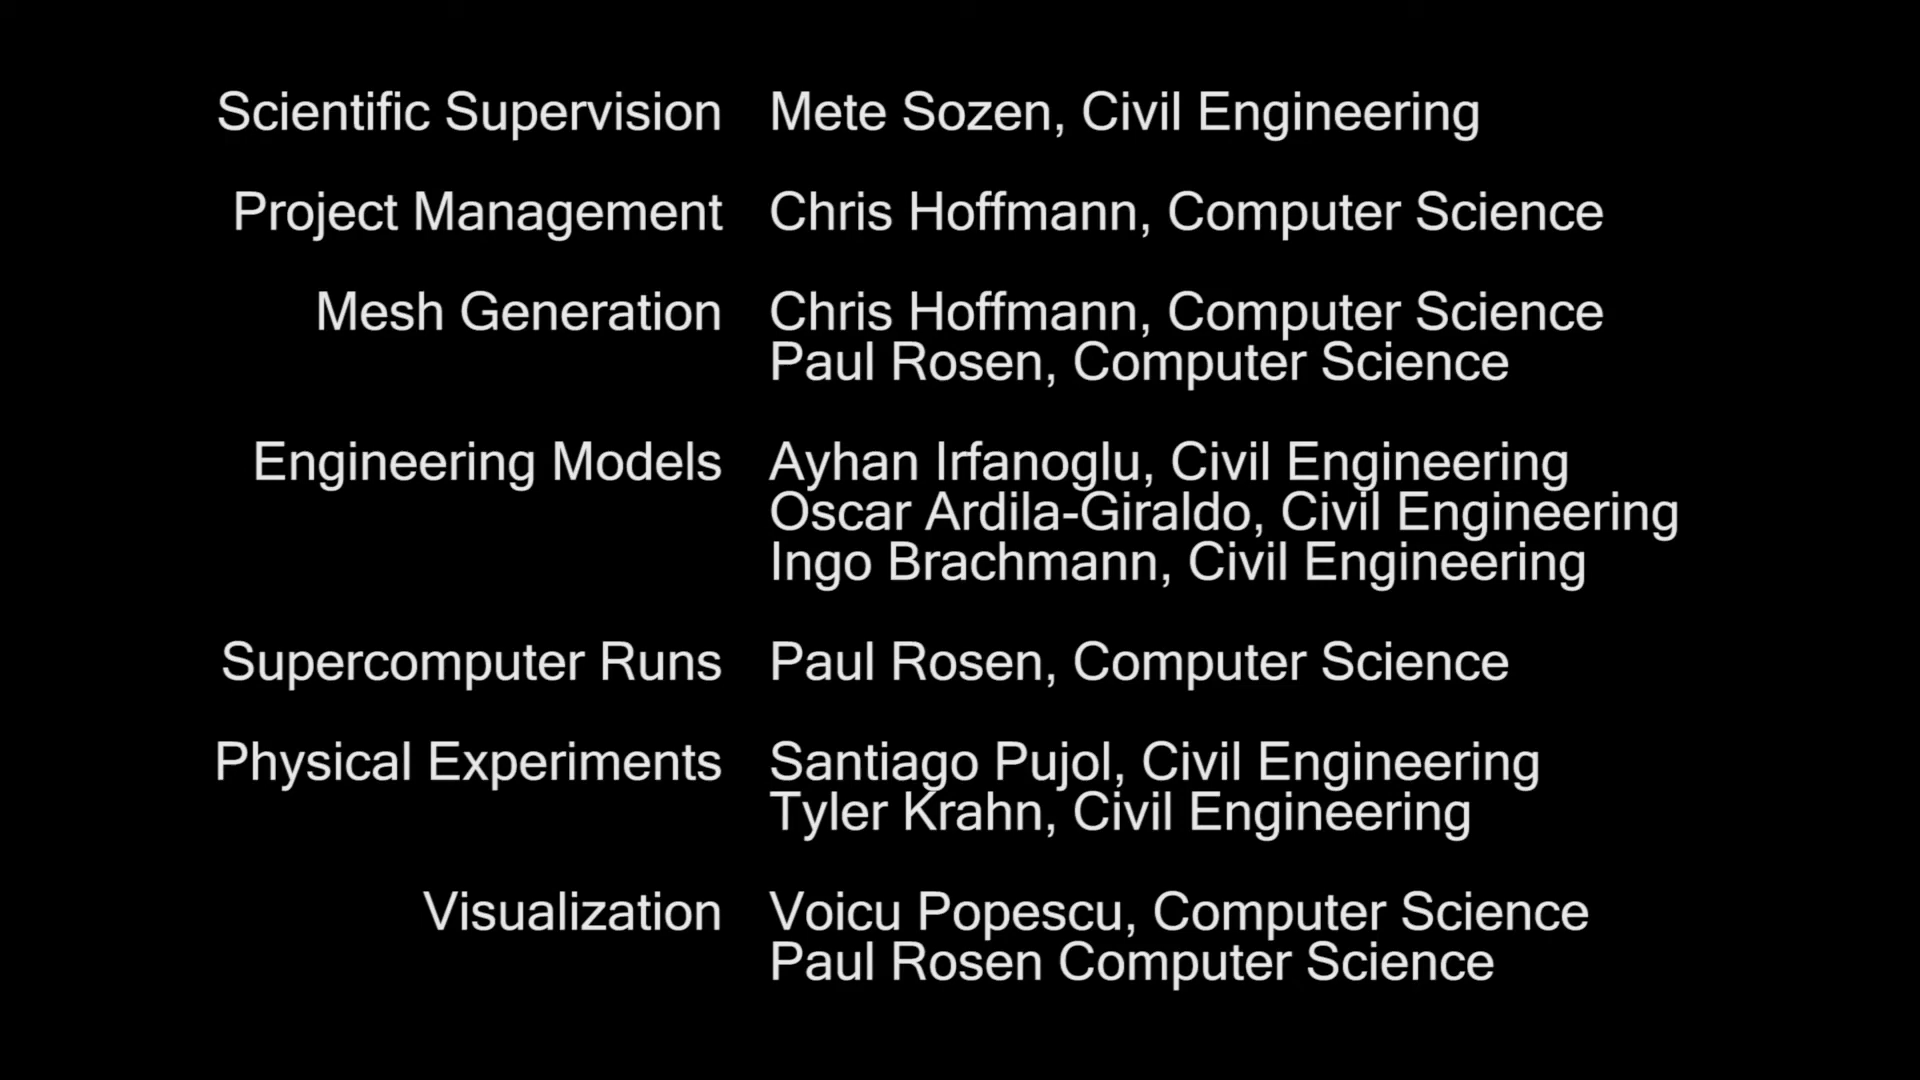 Scientific Supervision Mete Sozen, Civil Engineering
Project Management Chris Hoffmann, Computer Science
Mesh Generation Chris Hoffmann, Computer Science
Paul Rosen, Computer Science
Engineering Models Ayhan Irfanoglu, Civil Engineering
Oscar Ardila-Giraldo, Civil Engineering
Ingo Brachmann, Civil Engineering
Supercomputer Runs Paul Rosen, Computer Science
Physical Experiments Santiago Pujol, Civil Engineering
Tyler Krahn, Civil Engineering
Visualization Voicu Popescu, Computer Science
Paul Rosen Computer Science